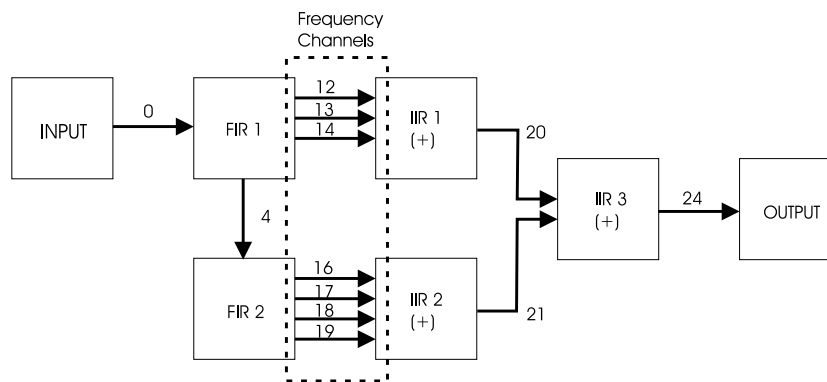 Frequency
Channels
INPUT
0
FIR 1
12
13
14
IIR 1
(+)
20
4
IIR 3
(+)
24
OUTPUT
FIR 2
16
17
18
19
IIR 2
(+)
21